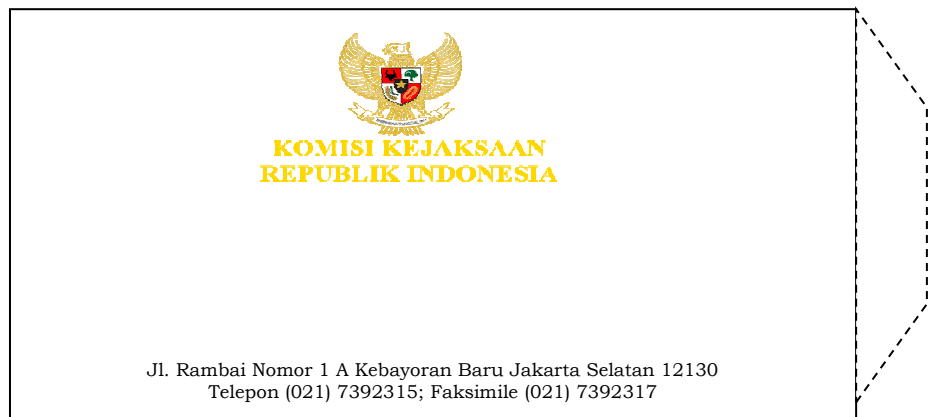 KOMISI KEJAKSAAN
REPUBLIK INDONESIA
Jl. Rambai Nomor 1 A Kebayoran Baru Jakarta Selatan 12130
Telepon (021) 7392315; Faksimile (021) 7392317